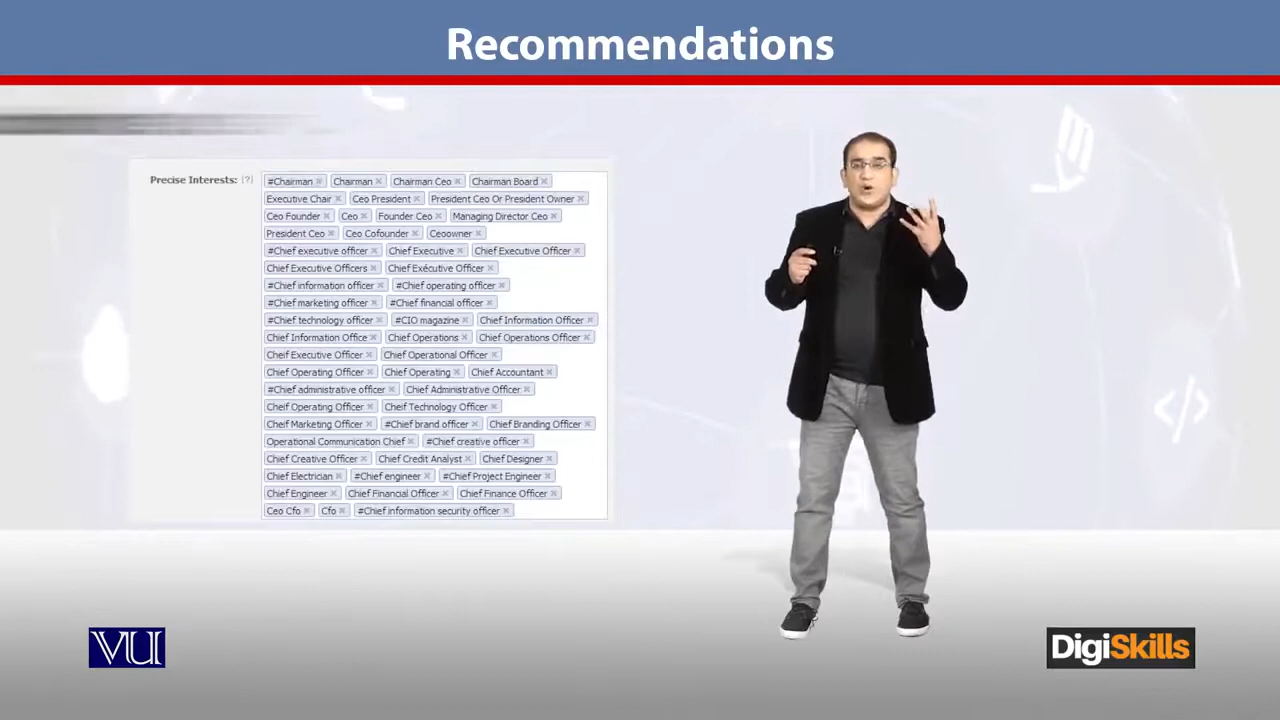 Recommendations
Precise Interests: [?]
#Chairman × Chairman × Chairman Ceo × Chairman Board ×
Executive Chair × Ceo President × President Ceo Or President Owner ×
Ceo Founder × Ceo × Founder Ceo × Managing Director Ceo ×
President Ceo × Ceo Cofounder × Ceoowner ×
#Chief executive officer × Chief Executive × Chief Executive Officer ×
Chief Executive Officers × Chief Exécutive Officer ×
#Chief information officer × #Chief operating officer ×
#Chief marketing officer × #Chief financial officer ×
#Chief technology officer × #CIO magazine × Chief Information Officer ×
Chief Information Office × Chief Operations × Chief Operations Officer ×
Cheif Executive Officer × Chief Operational Officer ×
Chief Operating Officer × Chief Operating × Chief Accountant ×
#Chief administrative officer × Chief Administrative Officer ×
Cheif Operating Officer × Cheif Technology Officer ×
Cheif Marketing Officer × #Chief brand officer × Chief Branding Officer ×
Operational Communication Chief × #Chief creative officer ×
Chief Creative Officer × Chief Credit Analyst × Chief Designer ×
Chief Electrician × #Chief engineer × #Chief Project Engineer ×
Chief Engineer × Chief Financial Officer × Chief Finance Officer ×
Ceo Cfo × Cfo × #Chief information security officer ×
VU
DigiSkills